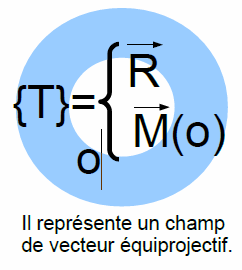 {T}=
o
{
R
M(o)
Il représente un champ
de vecteur équiprojectif.